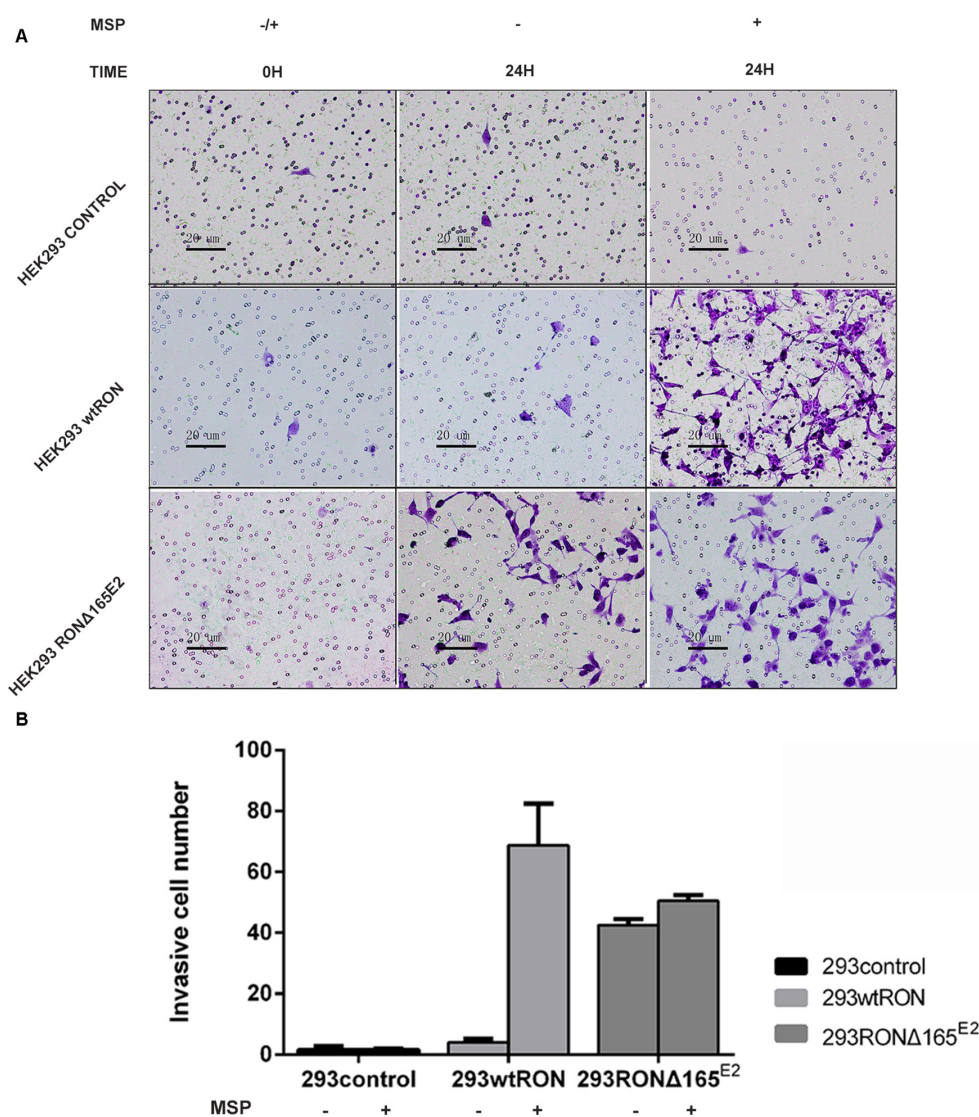 MSP -/+ - +
A
TIME 0H 24H 24H
HEK293 CONTROL
20 um 20 um 20 um
HEK293 wtRON
20 um 20 um 20 um
HEK293 RONΔ165E2
20 um 20 um 20 um
B
100
80
60
40
20
0
Invasive cell number
293control 293wtRON 293RONΔ165E2
MSP - + - + - +
293control
293wtRON
293RONΔ165E2